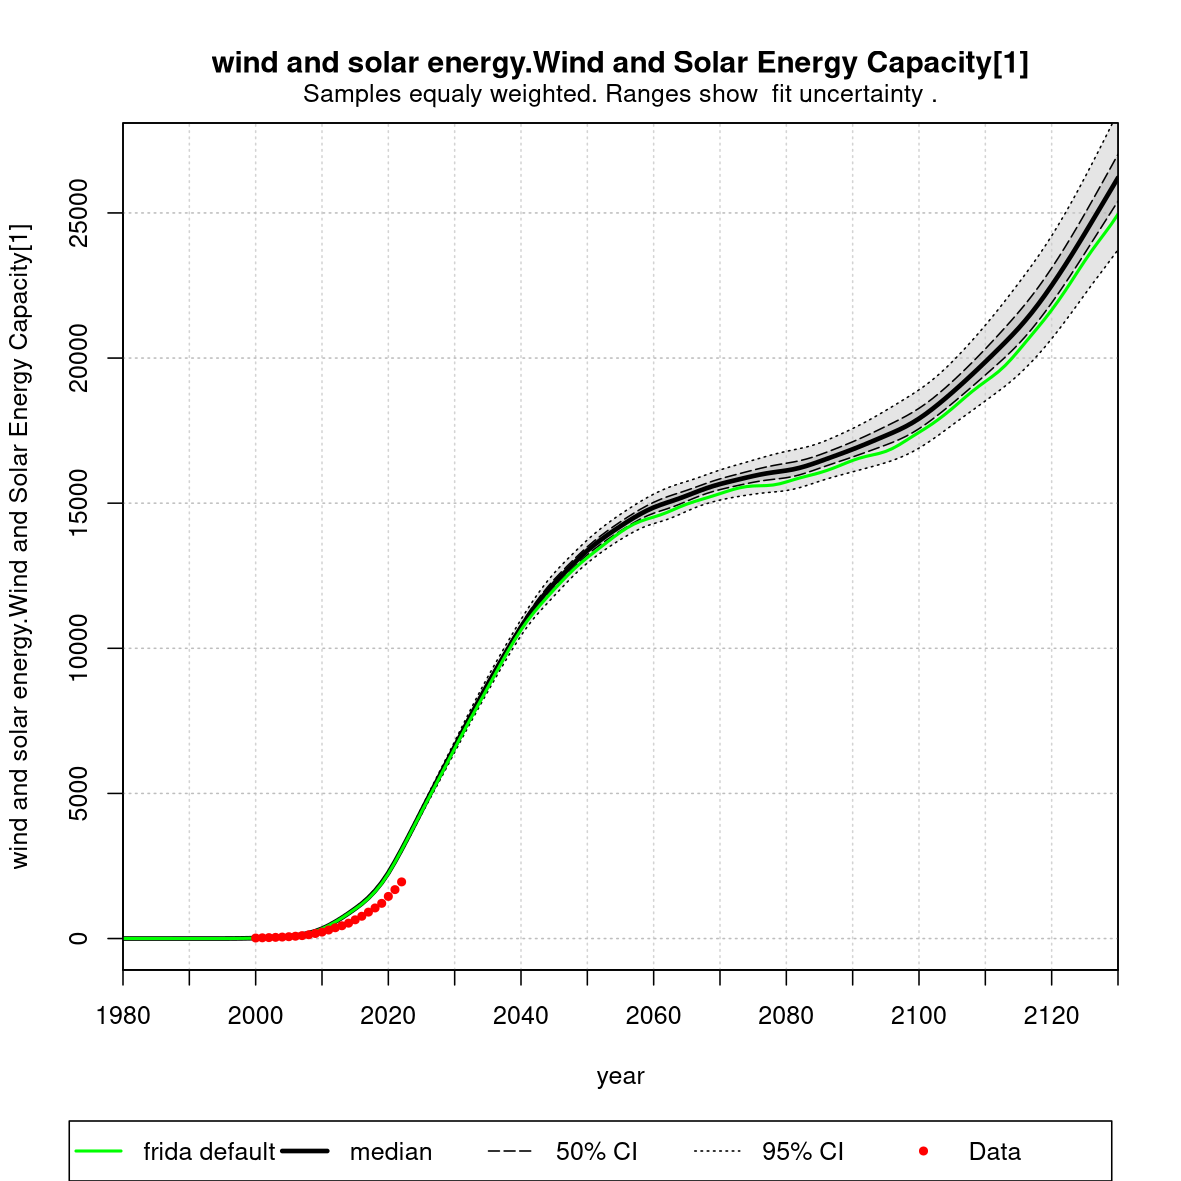 wind and solar energy.Wind and Solar Energy Capacity[1]
Samples equaly weighted. Ranges show  fit uncertainty .
wind and solar energy.Wind and Solar Energy Capacity[1]
25000
20000
15000
10000
5000
0
1980 2000 2020 2040 2060 2080 2100 2120
year
frida default median 50% CI 95% CI Data